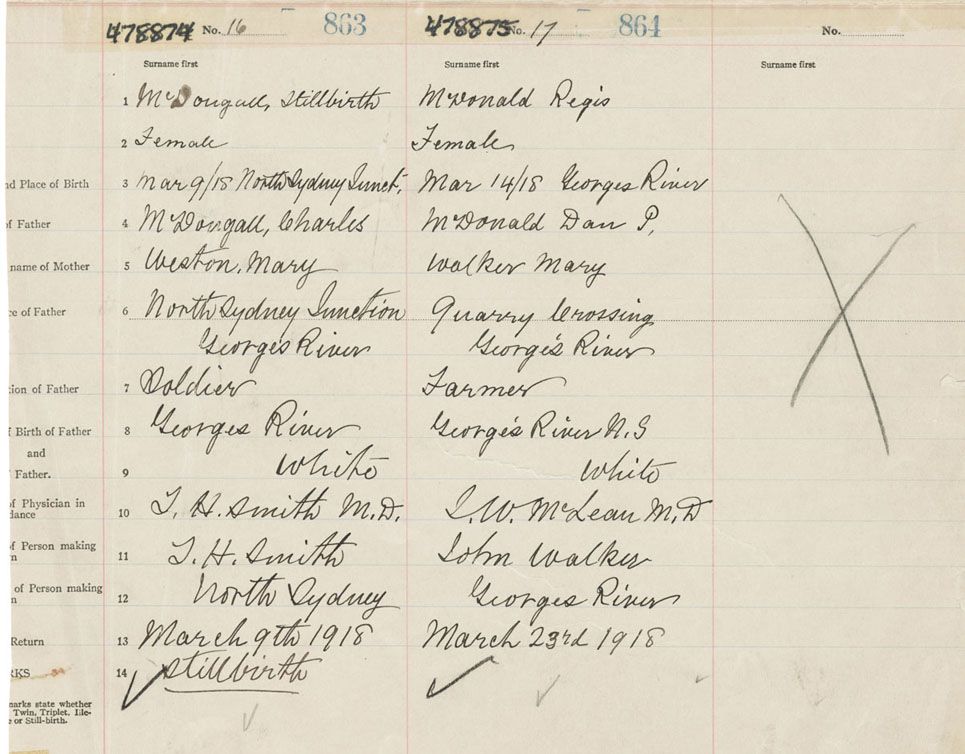 478874 No. 16 863 478875 No. 17 864 No.
Surname first Surname first Surname first
1 McDougall, Stillbirth McDonald Regis
2 Female Female
nd Place of Birth 3 Mar 9/18 North Sydney Junct. Mar 14/18 Georges River
of Father 4 McDougall, Charles McDonald Dan P.
name of Mother 5 Weston, Mary Walker Mary
ce of Father 6 North Sydney Junction Quarry Crossing
Georges River George's River
tion of Father 7 Soldier Farmer
f Birth of Father 8 Georges River George's River N.S
and
Father. 9 White White
of Physician in
dance 10 T. H. Smith M.D. J. W. McLean M.D
of Person making
n 11 T. H. Smith John Walker
of Person making
n 12 North Sydney Georges River
Return 13 March 9th 1918 March 23rd 1918
RKS 14 Stillbirth
marks state whether
Twin, Triplet, Ille-
e or Still-birth.